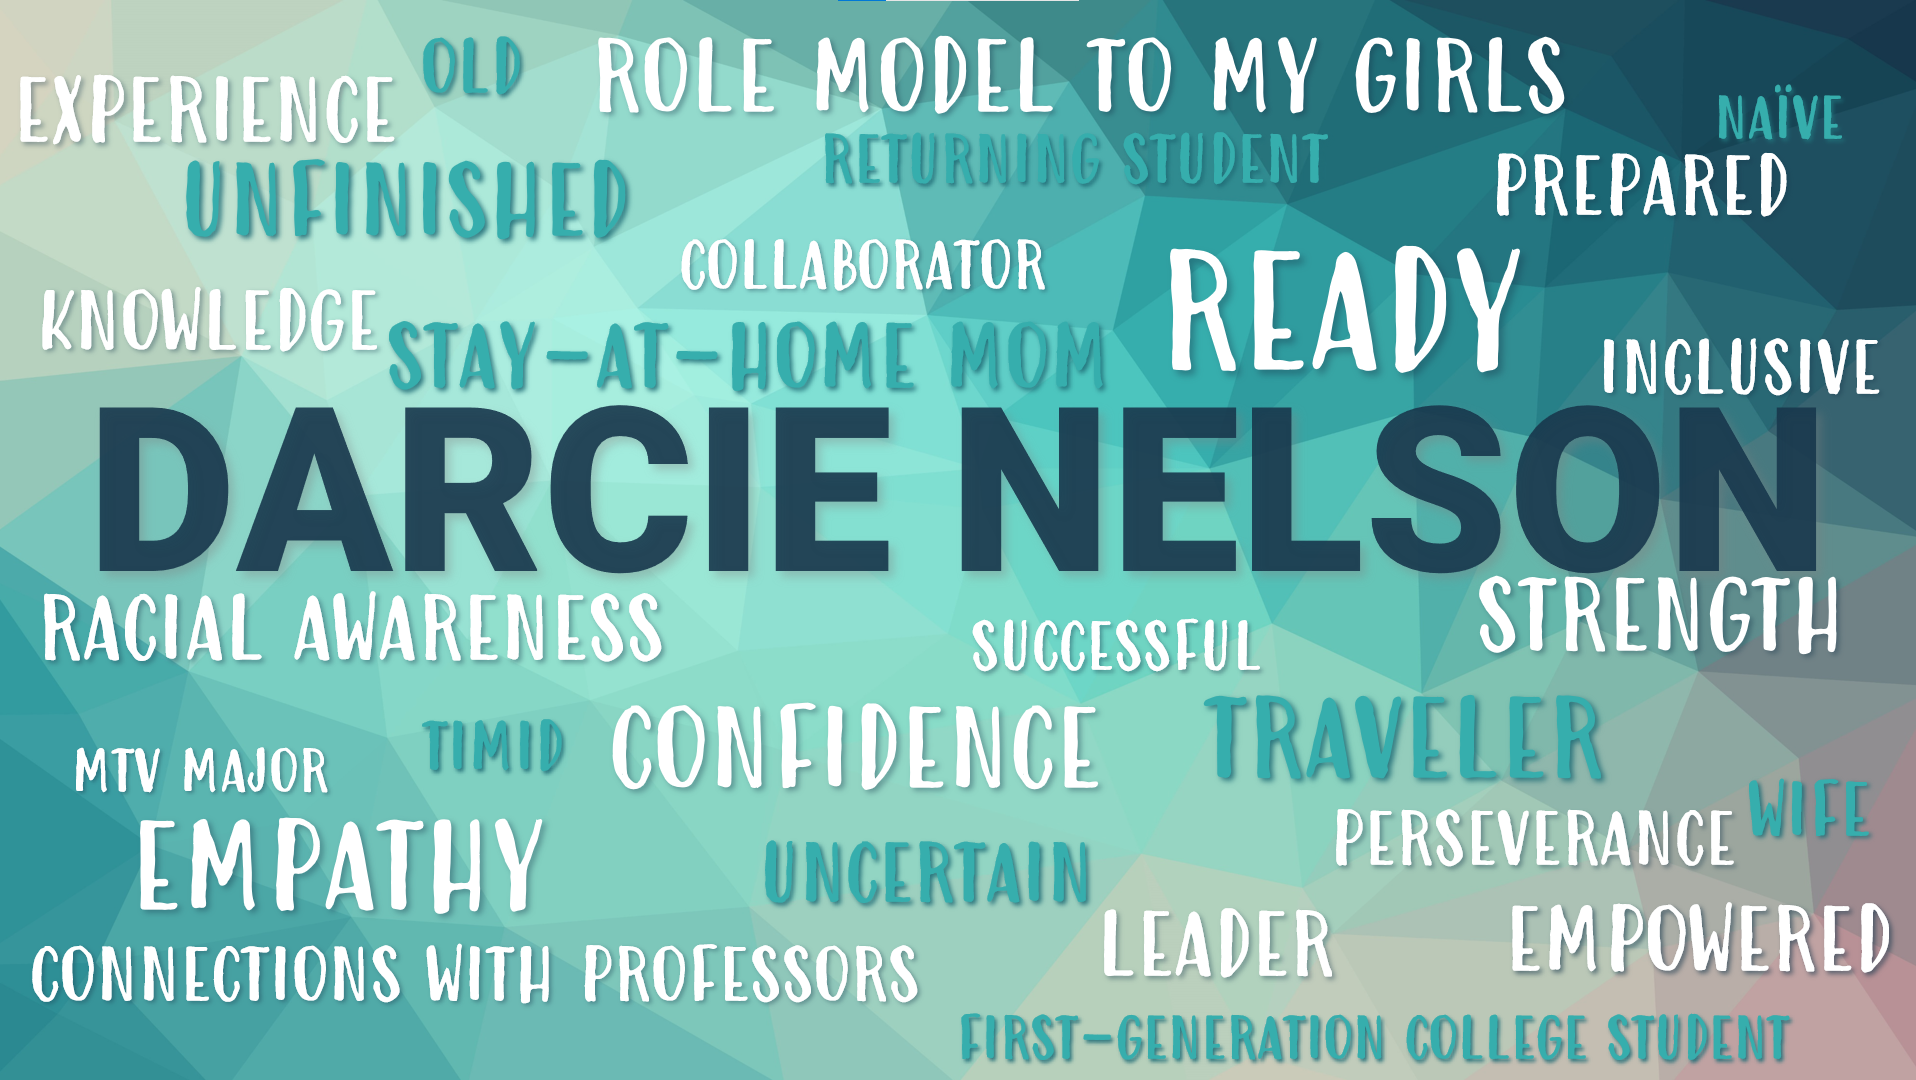 OLD
ROLE MODEL TO MY GIRLS
EXPERIENCE
NAÏVE
RETURNING STUDENT
PREPARED
UNFINISHED
COLLABORATOR
READY
KNOWLEDGE
STAY-AT-HOME MOM
INCLUSIVE
DARCIE NELSON
RACIAL AWARENESS
SUCCESSFUL
STRENGTH
MTV MAJOR
TIMID
CONFIDENCE
TRAVELER
WIFE
PERSEVERANCE
EMPATHY
UNCERTAIN
LEADER
EMPOWERED
CONNECTIONS WITH PROFESSORS
FIRST-GENERATION COLLEGE STUDENT